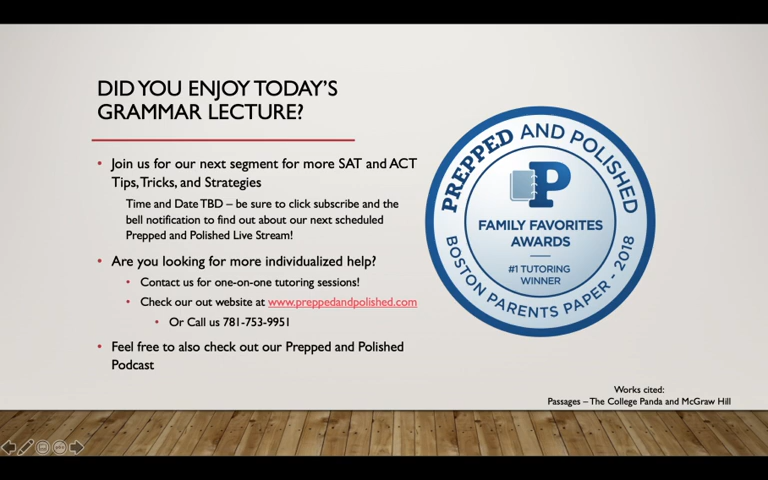 DID YOU ENJOY TODAY'S
GRAMMAR LECTURE?
• Join us for our next segment for more SAT and ACT
Tips, Tricks, and Strategies
Time and Date TBD – be sure to click subscribe and the
bell notification to find out about our next scheduled
Prepped and Polished Live Stream!
• Are you looking for more individualized help?
• Contact us for one-on-one tutoring sessions!
• Check our out website at www.preppedandpolished.com
• Or Call us 781-753-9951
• Feel free to also check out our Prepped and Polished
Podcast
PREPPED AND POLISHED
P
FAMILY FAVORITES
AWARDS
#1 TUTORING
WINNER
BOSTON PARENTS PAPER - 2018
Works cited:
Passages – The College Panda and McGraw Hill